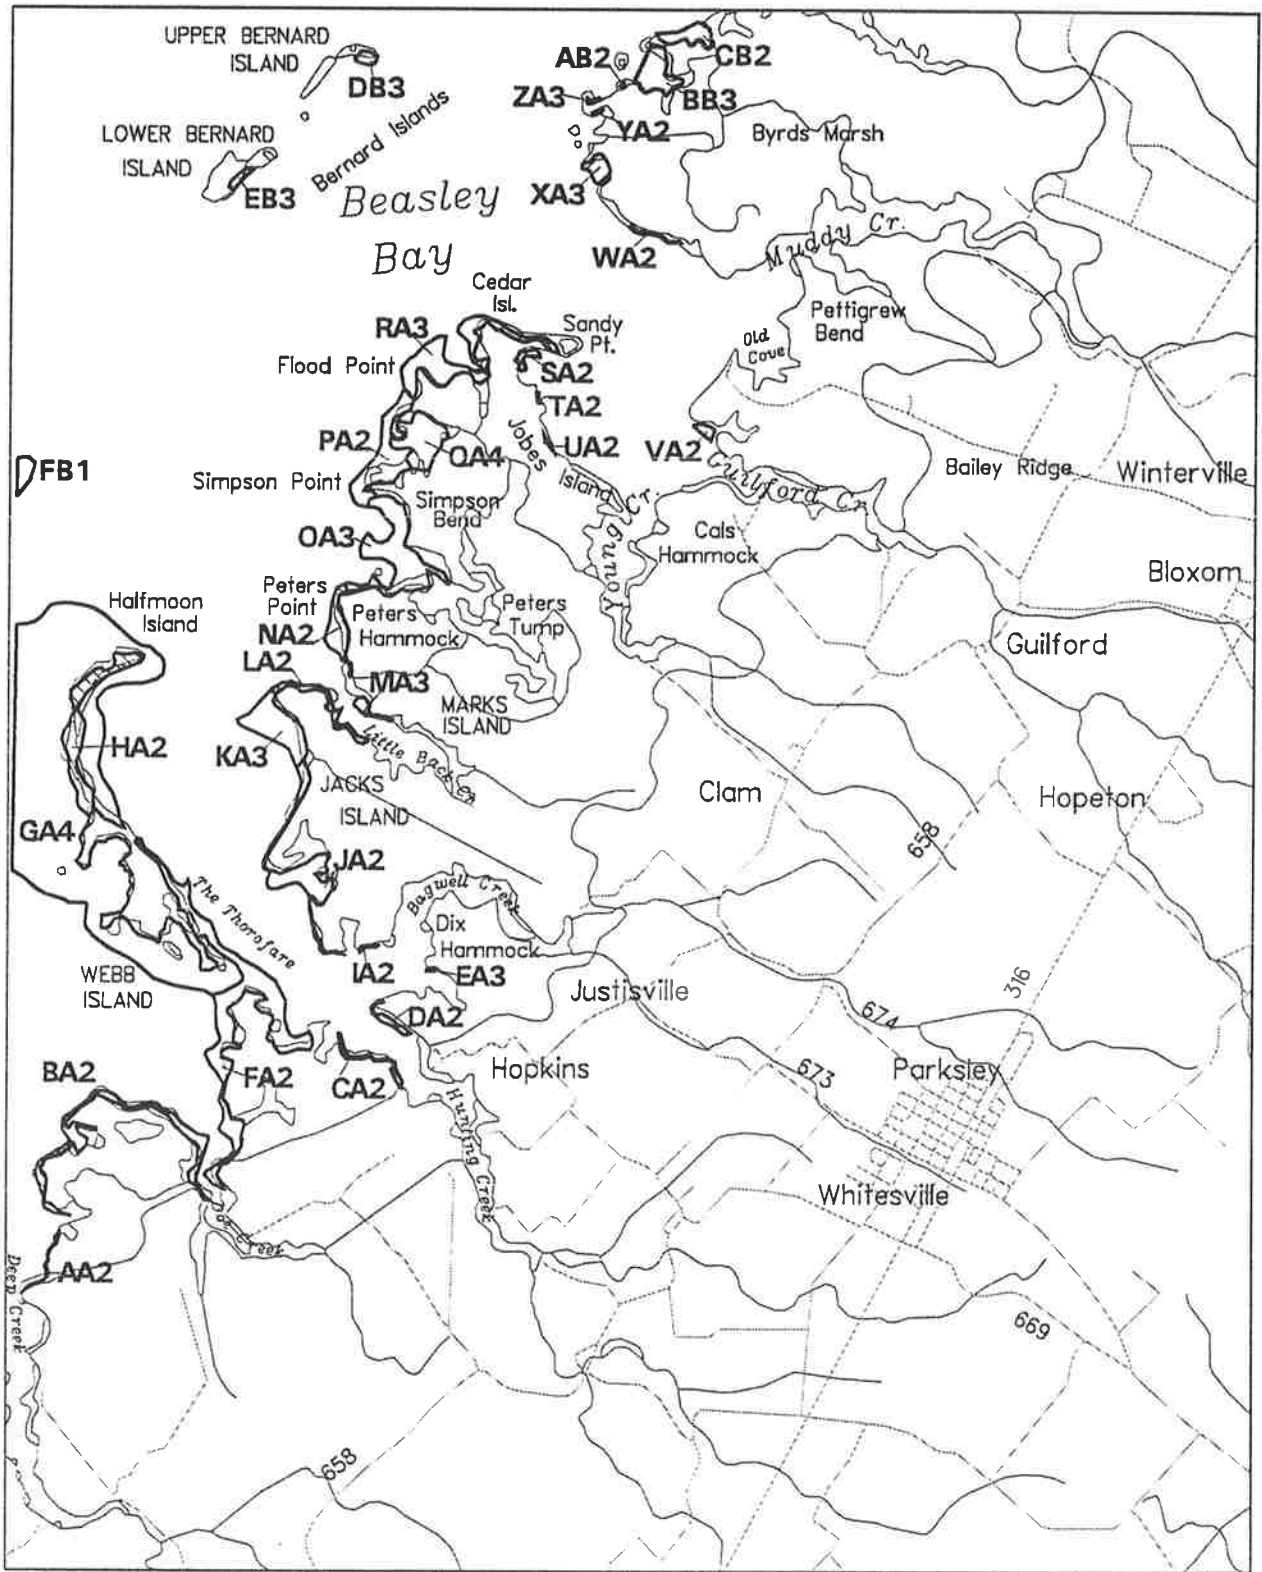 UPPER BERNARD
ISLAND
DB3
AB2
CB2
ZA3
BB3
YA2
Byrds Marsh
LOWER BERNARD
ISLAND
EB3
Bernard Islands
XA3
Beasley
Bay
WA2
Muddy Cr.
Cedar
Isl.
RA3
Sandy
Pt.
Pettigrew
Bend
Old
Cove
Flood Point
SA2
TA2
PA2
QA4
Jobes
Island
UA2
VA2
FB1
Simpson Point
Simpson
Bend
Guilford Cr.
Bailey Ridge
Winterville
OA3
Young Cr.
Cals
Hammock
Bloxom
Peters
Point
Halfmoon
Island
Peters
Hammock
Peters
Tump
NA2
Guilford
LA2
MA3
MARKS
ISLAND
HA2
KA3
Little Back Cr.
JACKS
ISLAND
Clam
Hopeton
GA4
658
JA2
The Thorofare
Bagwell Creek
Dix
Hammock
WEBB
ISLAND
IA2
EA3
Justisville
316
DA2
674
BA2
FA2
CA2
Hopkins
673
Parksley
Hunting Creek
Whitesville
Creek
AA2
Deep Creek
669
658